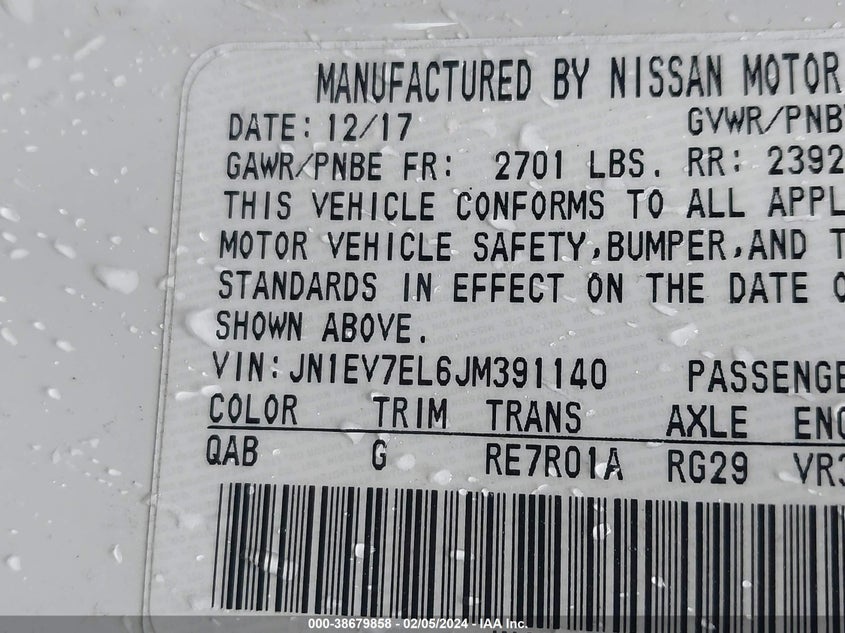 MANUFACTURED BY NISSAN MOTOR
DATE: 12/17 GVWR/PNB
GAWR/PNBE FR: 2701 LBS. RR: 2392
THIS VEHICLE CONFORMS TO ALL APPL
MOTOR VEHICLE SAFETY, BUMPER, AND T
STANDARDS IN EFFECT ON THE DATE O
SHOWN ABOVE.
VIN: JN1EV7EL6JM391140 PASSENGE
COLOR TRIM TRANS AXLE ENG
QAB G RE7R01A RG29 VR3
000-38679858 - 02/05/2024 - IAA Inc.